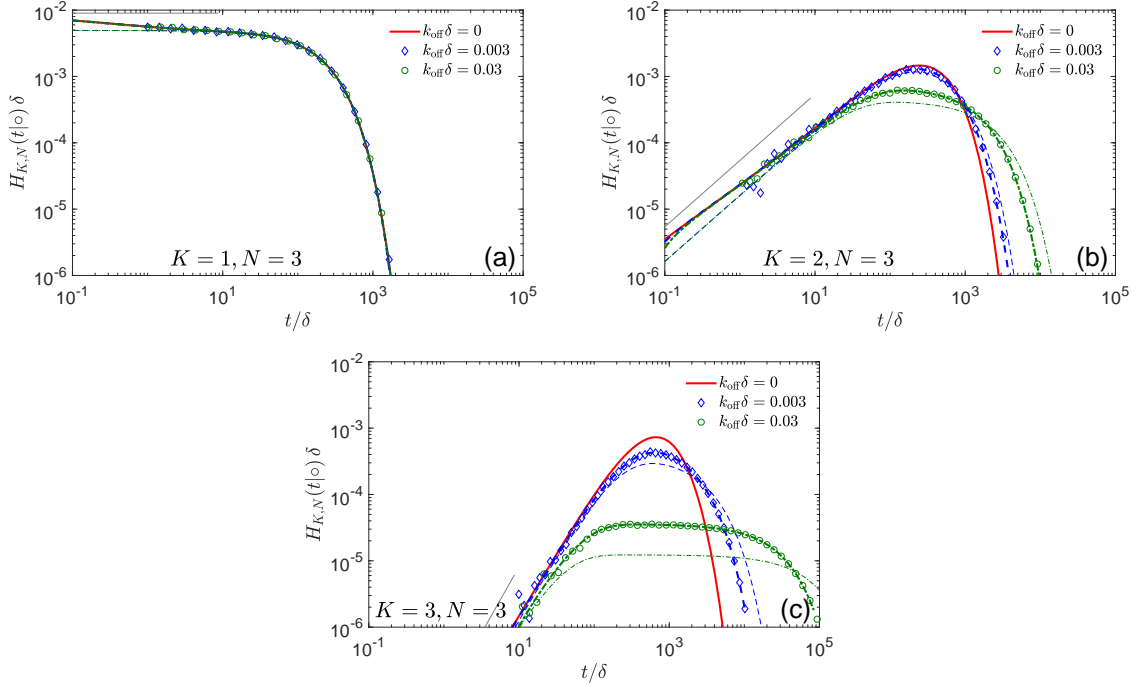 10^-2
10^-3
10^-4
10^-5
10^-6
H_{K,N}(t|○) δ
k_off δ = 0
k_off δ = 0.003
k_off δ = 0.03
K = 1, N = 3
(a)
10^-1 10^1 10^3 10^5
t/δ
10^-2
10^-3
10^-4
10^-5
10^-6
H_{K,N}(t|○) δ
k_off δ = 0
k_off δ = 0.003
k_off δ = 0.03
K = 2, N = 3
(b)
10^-1 10^1 10^3 10^5
t/δ
10^-2
10^-3
10^-4
10^-5
10^-6
H_{K,N}(t|○) δ
k_off δ = 0
k_off δ = 0.003
k_off δ = 0.03
K = 3, N = 3
(c)
10^-1 10^1 10^3 10^5
t/δ